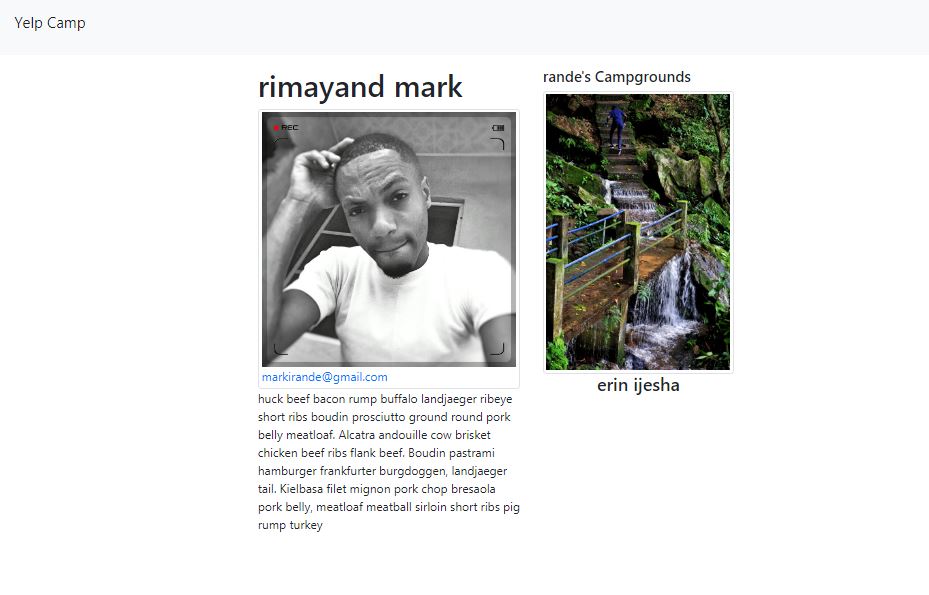 Yelp Camp
rimayand mark
REC
markirande@gmail.com
huck beef bacon rump buffalo landjaeger ribeye
short ribs boudin prosciutto ground round pork
belly meatloaf. Alcatra andouille cow brisket
chicken beef ribs flank beef. Boudin pastrami
hamburger frankfurter burgdoggen, landjaeger
tail. Kielbasa filet mignon pork chop bresaola
pork belly, meatloaf meatball sirloin short ribs pig
rump turkey
rande's Campgrounds
erin ijesha